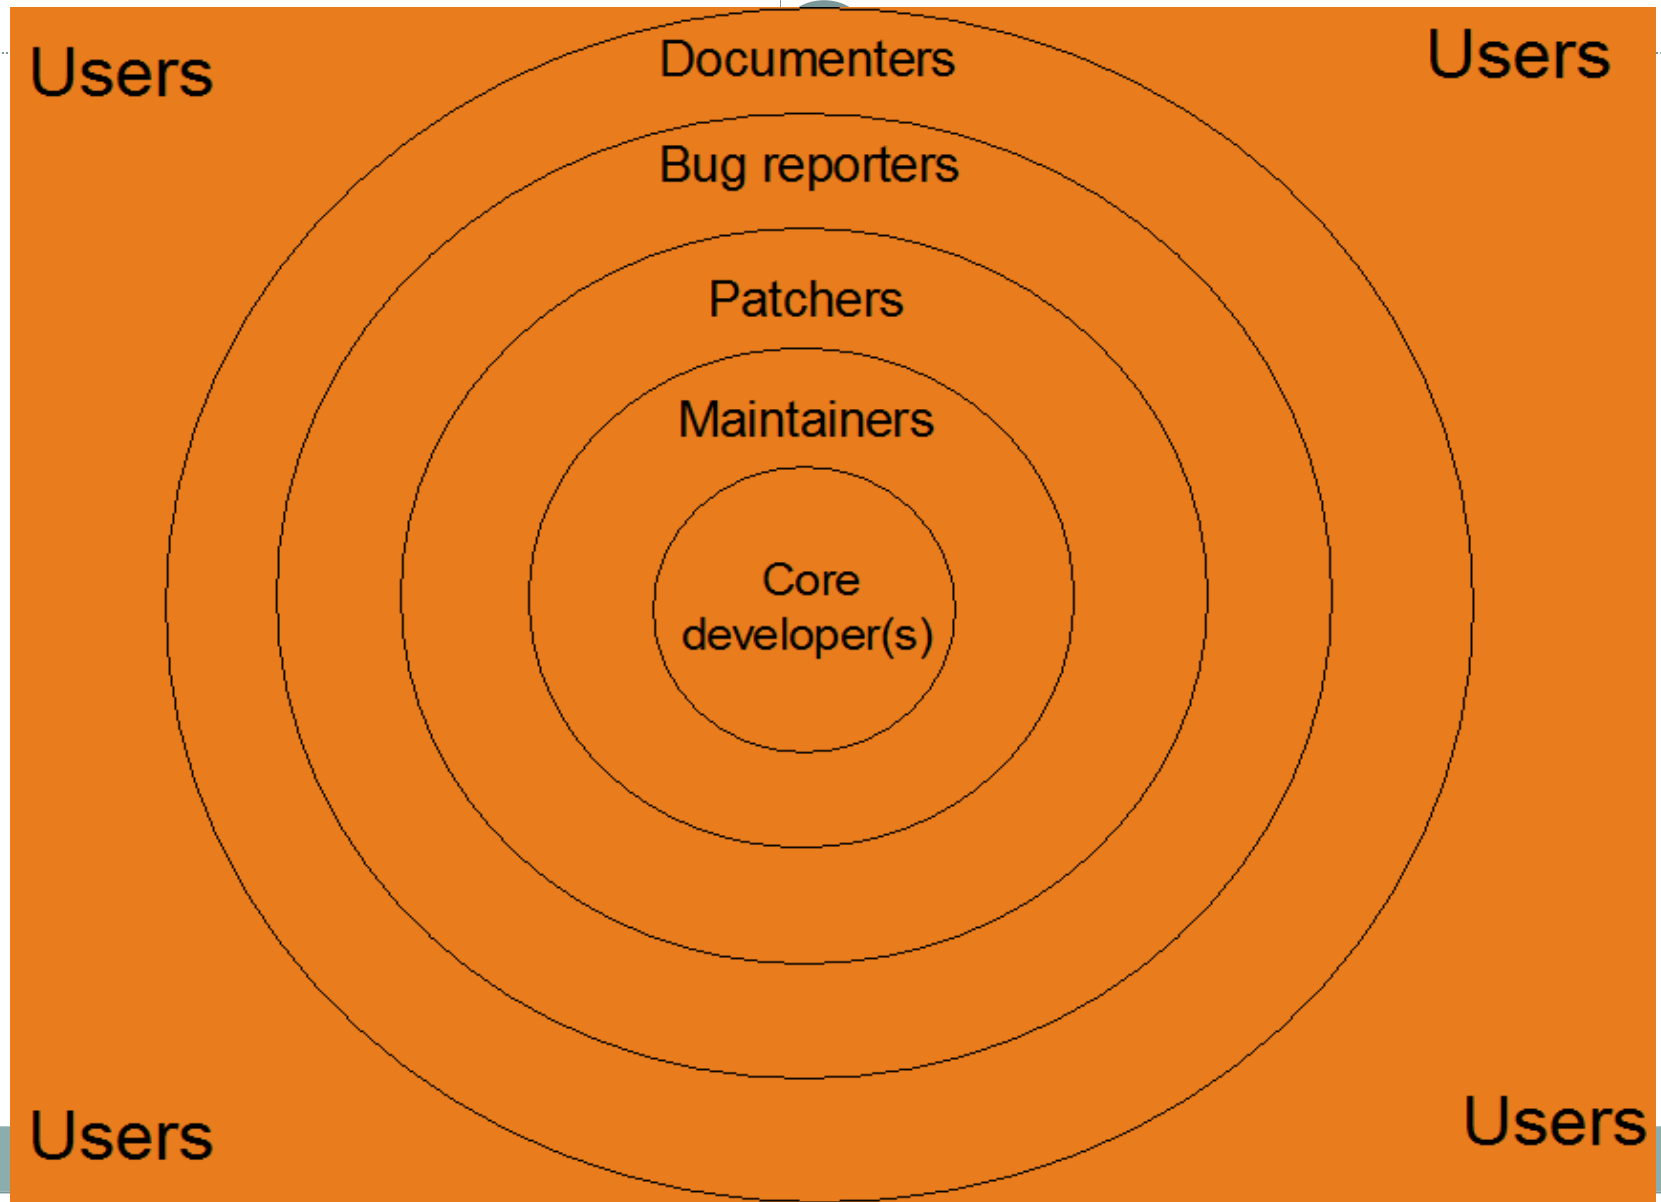 Users
Users
Documenters
Bug reporters
Patchers
Maintainers
Core
developer(s)
Users
Users